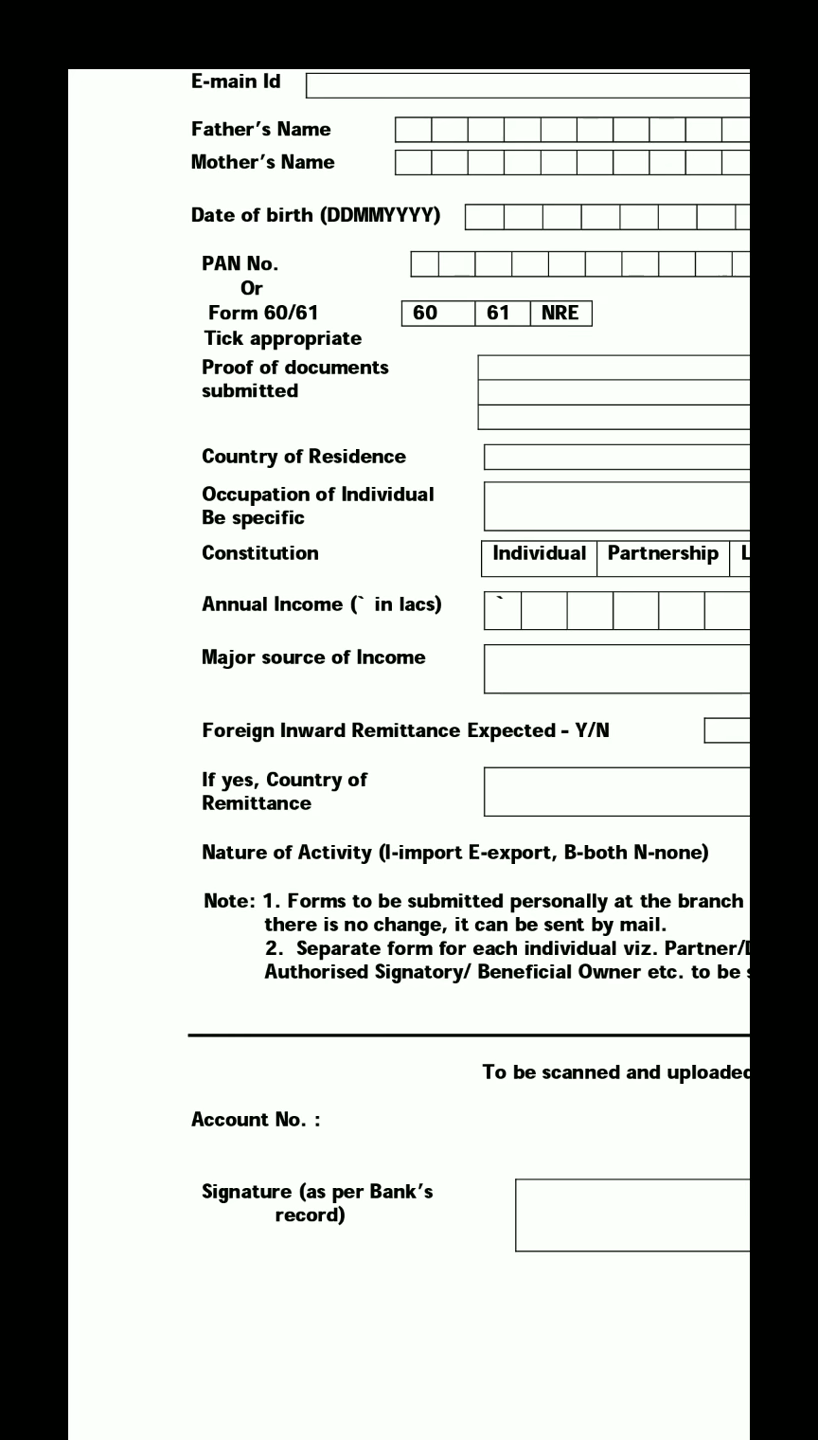 E-main Id
Father's Name
Mother's Name
Date of birth (DDMMYYYY)
PAN No.
Or
Form 60/61 60 61 NRE
Tick appropriate
Proof of documents
submitted
Country of Residence
Occupation of Individual
Be specific
Constitution Individual Partnership L
Annual Income (` in lacs) `
Major source of Income
Foreign Inward Remittance Expected - Y/N
If yes, Country of
Remittance
Nature of Activity (I-import E-export, B-both N-none)
Note: 1. Forms to be submitted personally at the branch
there is no change, it can be sent by mail.
2. Separate form for each individual viz. Partner/
Authorised Signatory/ Beneficial Owner etc. to be
To be scanned and uploaded
Account No. :
Signature (as per Bank's
record)